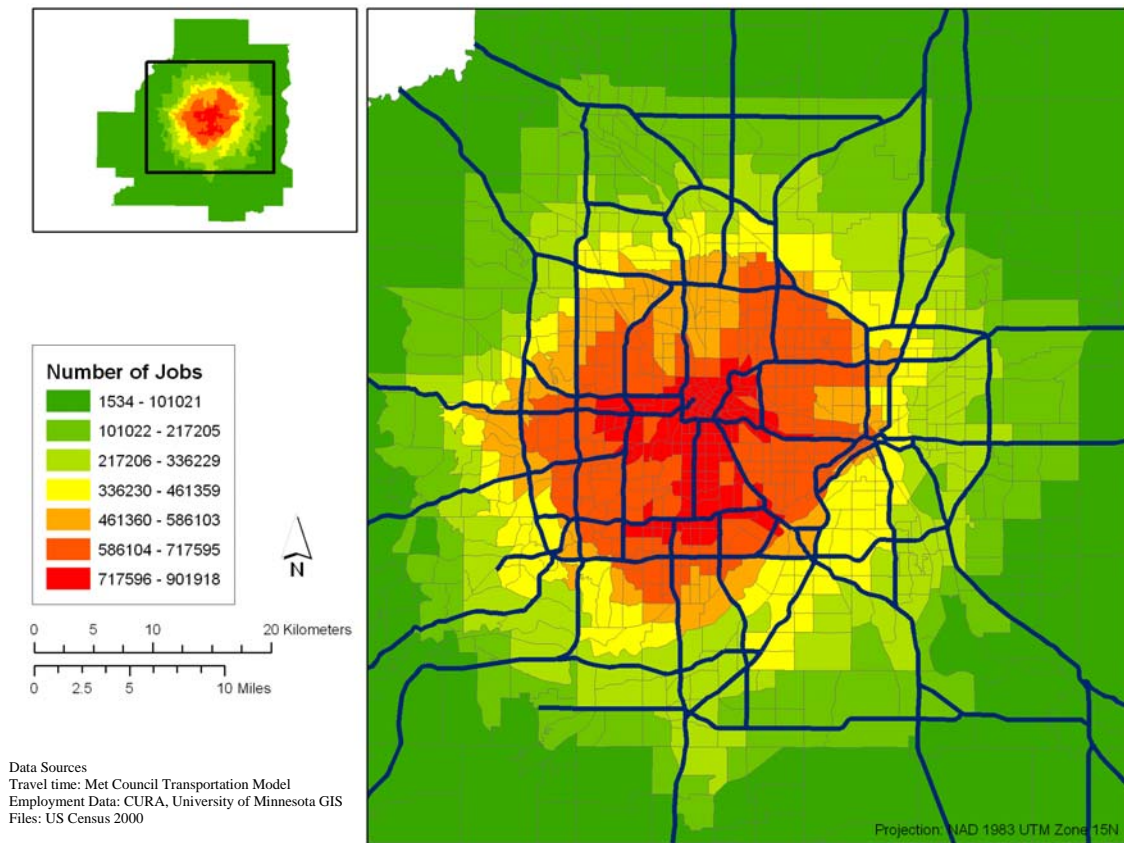 Number of Jobs
1534 - 101021
101022 - 217205
217206 - 336229
336230 - 461359
461360 - 586103
586104 - 717595
717596 - 901918
N
0 5 10 20 Kilometers
0 2.5 5 10 Miles
Data Sources
Travel time: Met Council Transportation Model
Employment Data: CURA, University of Minnesota GIS
Files: US Census 2000
Projection: NAD 1983 UTM Zone 15N